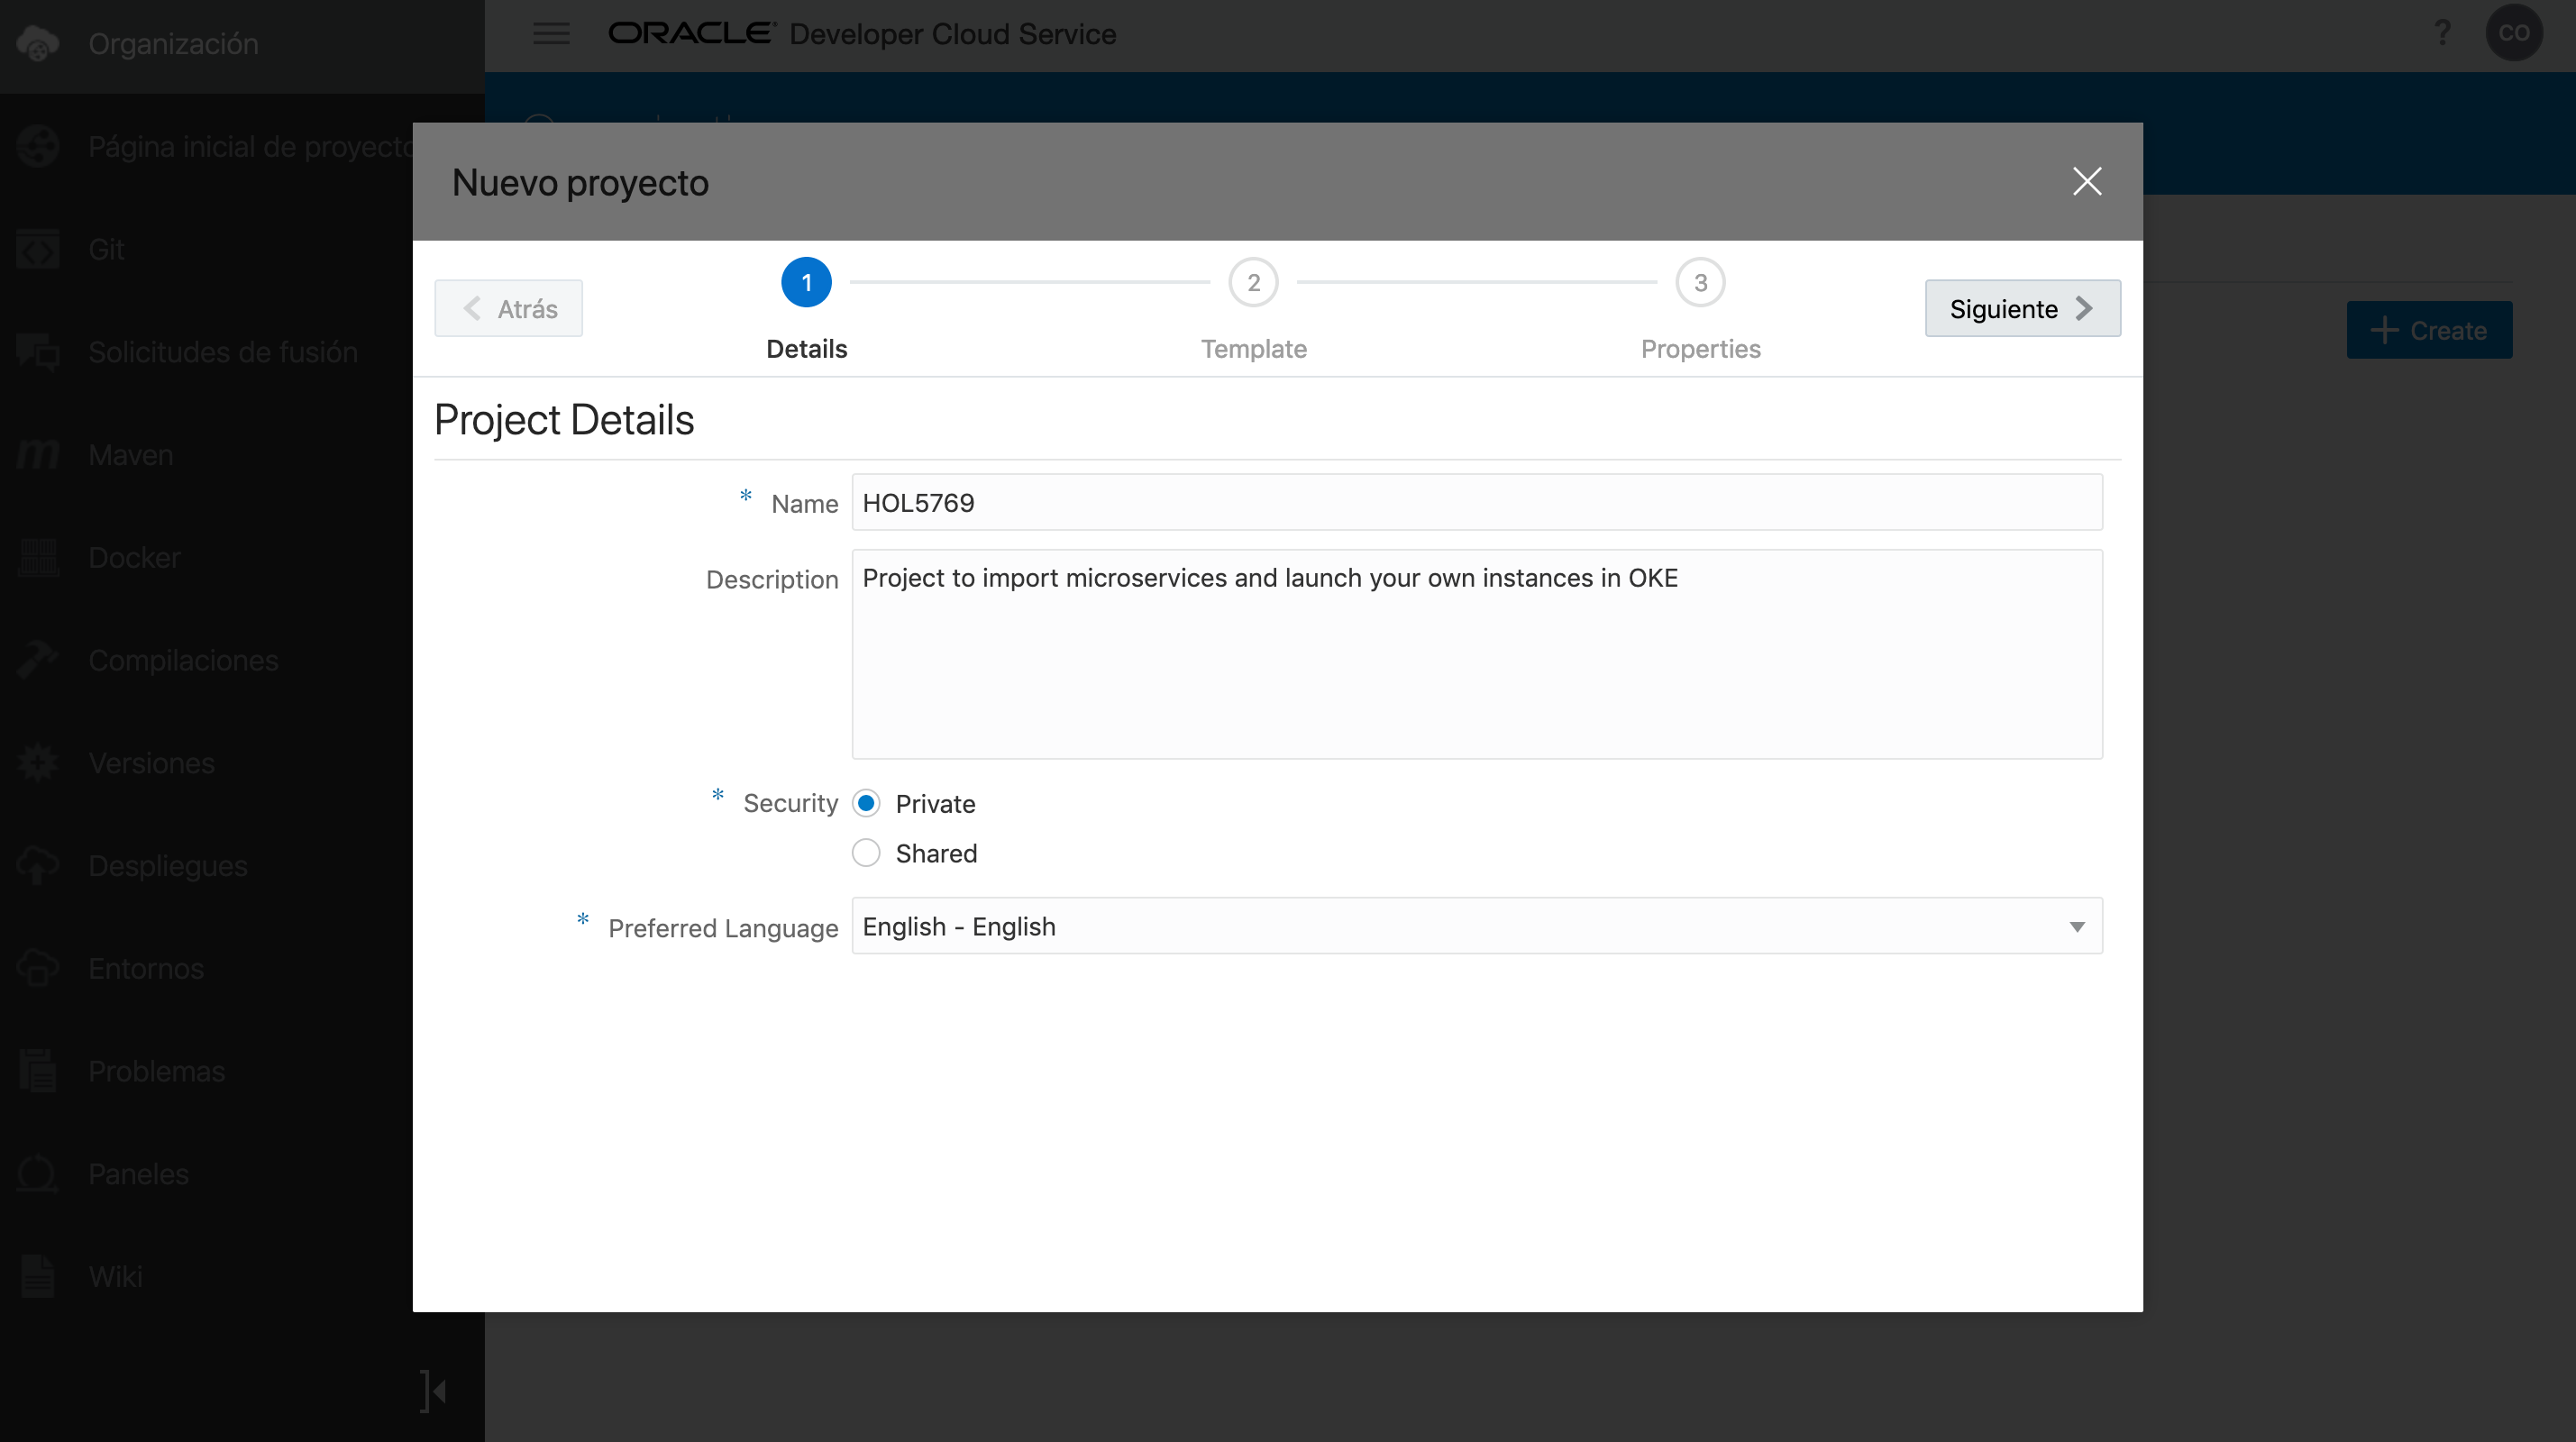 Organización
ORACLE Developer Cloud Service
?
CO
Página inicial de proyecto
Nuevo proyecto
Git
Atrás
1
2
3
Siguiente
Details
Template
Properties
Create
Solicitudes de fusión
Project Details
Maven
* Name HOL5769
Docker
Description Project to import microservices and launch your own instances in OKE
Compilaciones
Versiones
* Security Private
Shared
Despliegues
* Preferred Language English - English
Entornos
Problemas
Paneles
Wiki